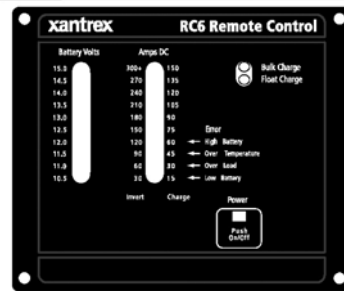 xantrex RC6 Remote Control
Battery Volts Amps DC
Bulk Charge
Float Charge
15.0 300+ 150
14.5 270 135
14.0 240 120
13.5 210 105
13.0 180 90
12.5 150 75 Error
12.0 120 60 High Battery
11.5 90 45 Over Temperature
11.0 60 30 Over Load
10.5 30 15 Low Battery
Invert Charge Power
Push
On/Off